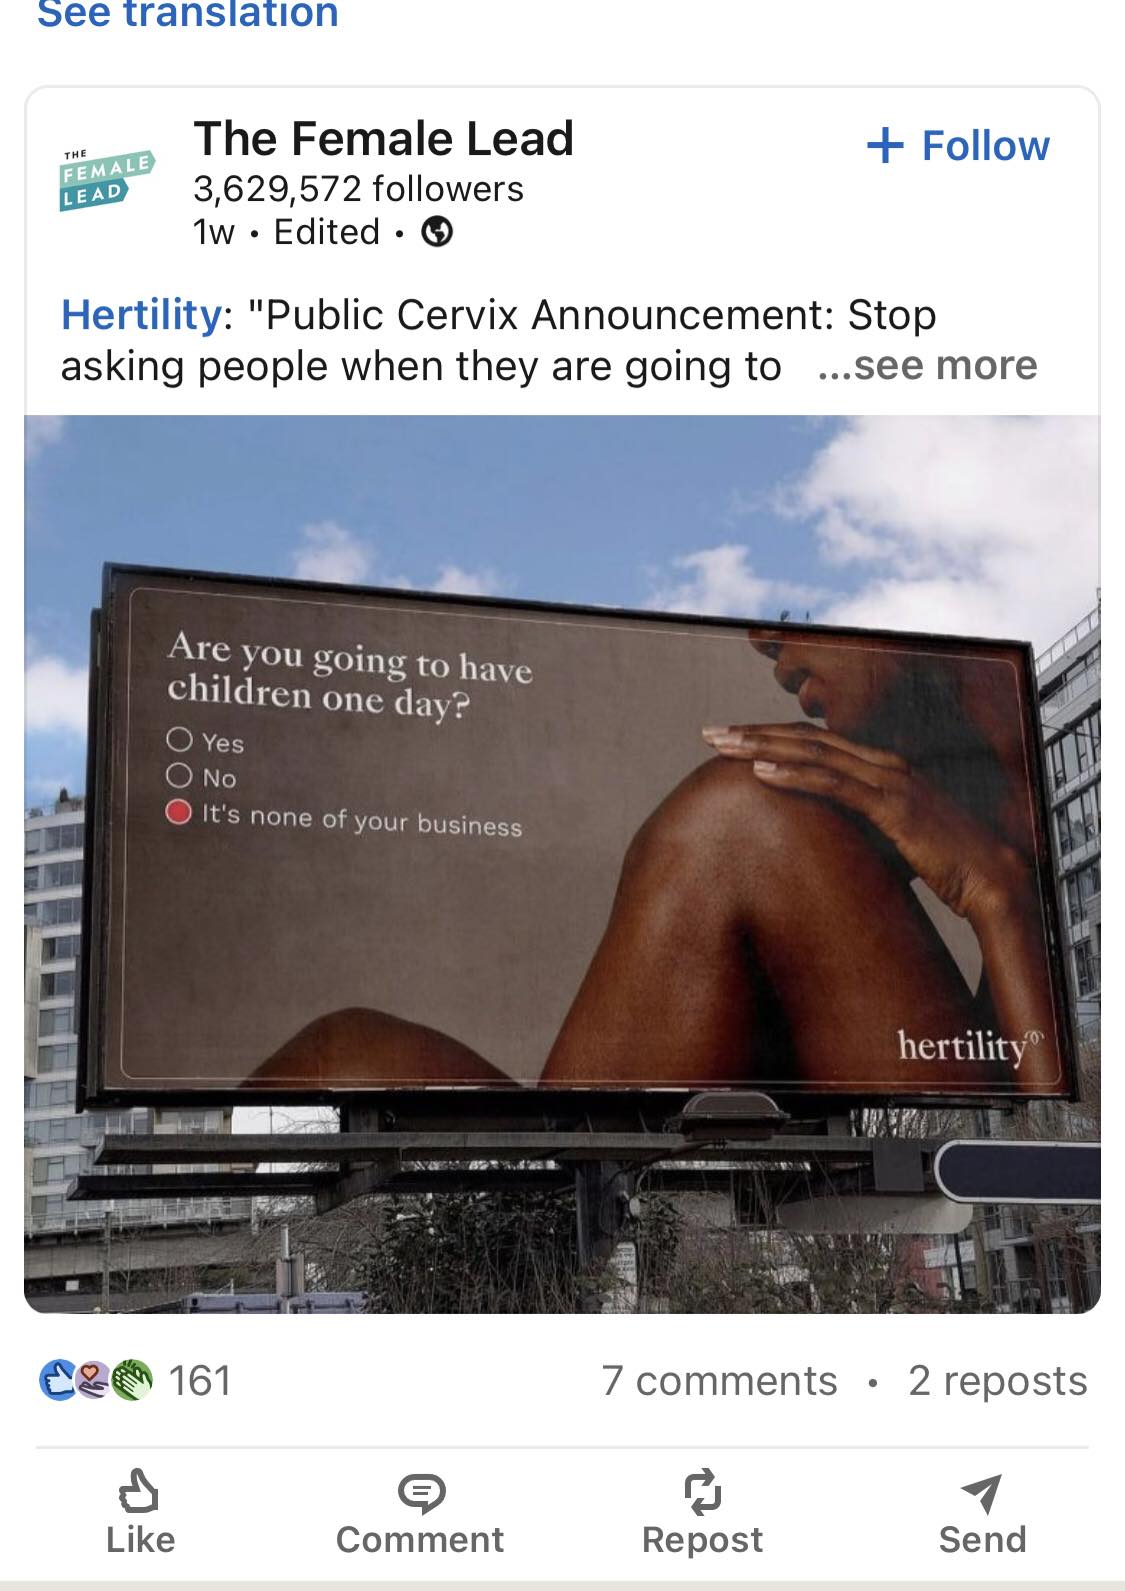 See translation
THE
FEMALE
LEAD
The Female Lead
3,629,572 followers
1w • Edited •
+ Follow
Hertility: "Public Cervix Announcement: Stop
asking people when they are going to ...see more
Are you going to have
children one day?
Yes
No
It's none of your business
hertility
161
7 comments • 2 reposts
Like
Comment
Repost
Send